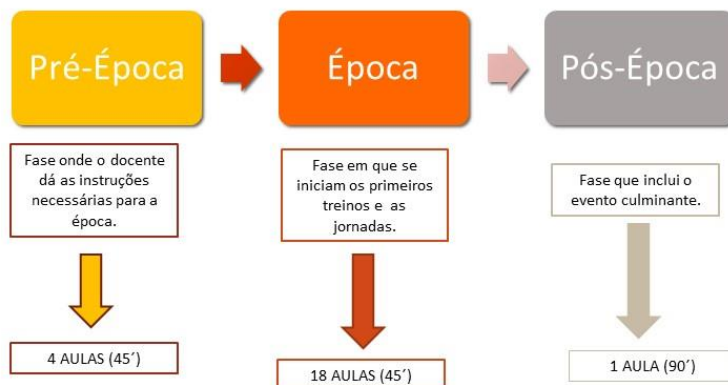 Pré-Época
Época
Pós-Época
Fase onde o docente
dá as instruções
necessárias para a
época.
Fase em que se
iniciam os primeiros
treinos e as
jornadas.
Fase que inclui o
evento culminante.
4 AULAS (45´)
18 AULAS (45´)
1 AULA (90´)